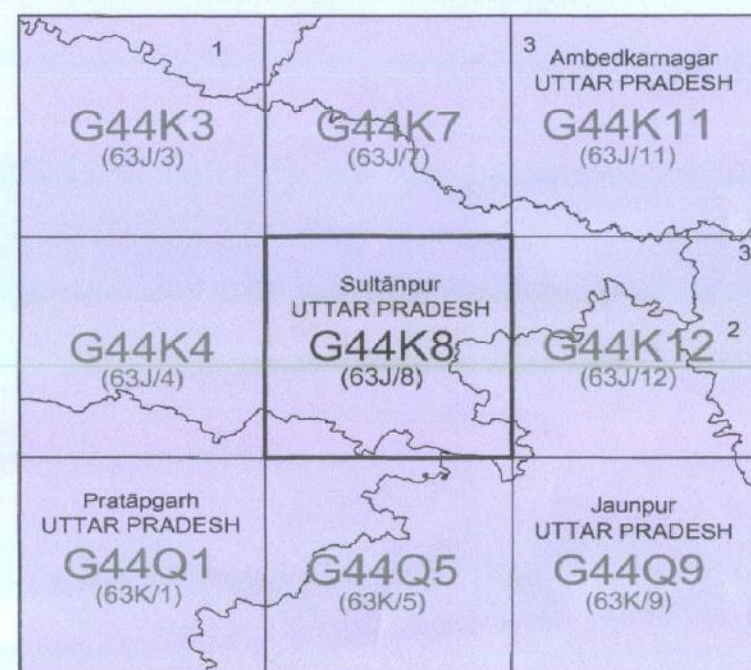 1
G44K3
(63J/3)
G44K7
(63J/7)
3
Ambedkarnagar
UTTAR PRADESH
G44K11
(63J/11)
G44K4
(63J/4)
Sultānpur
UTTAR PRADESH
G44K8
(63J/8)
3
2
G44K12
(63J/12)
Pratāpgarh
UTTAR PRADESH
G44Q1
(63K/1)
G44Q5
(63K/5)
Jaunpur
UTTAR PRADESH
G44Q9
(63K/9)